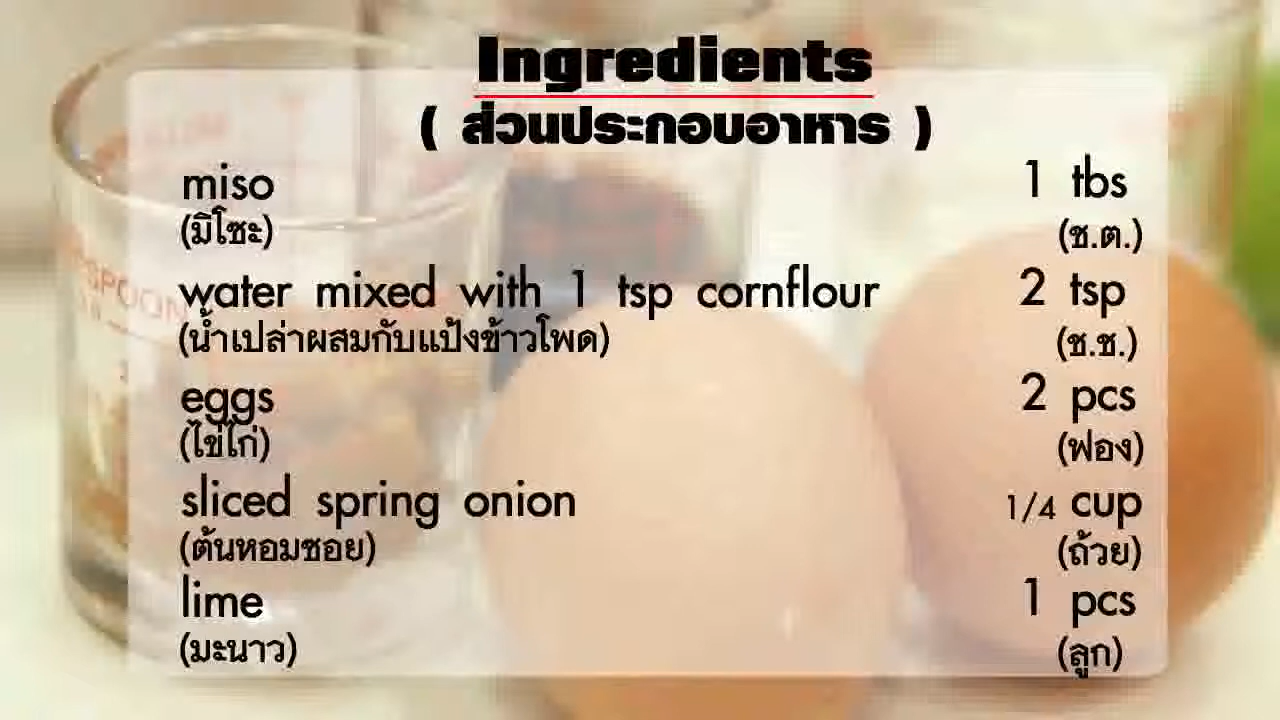 Ingredients
( ส่วนประกอบอาหาร )
miso 1 tbs
(มิโซะ) (ช.ต.)
water mixed with 1 tsp cornflour 2 tsp
(น้ำเปล่าผสมกับแป้งข้าวโพด) (ช.ช.)
eggs 2 pcs
(ไข่ไก่) (ฟอง)
sliced spring onion 1/4 cup
(ต้นหอมซอย) (ถ้วย)
lime 1 pcs
(มะนาว) (ลูก)